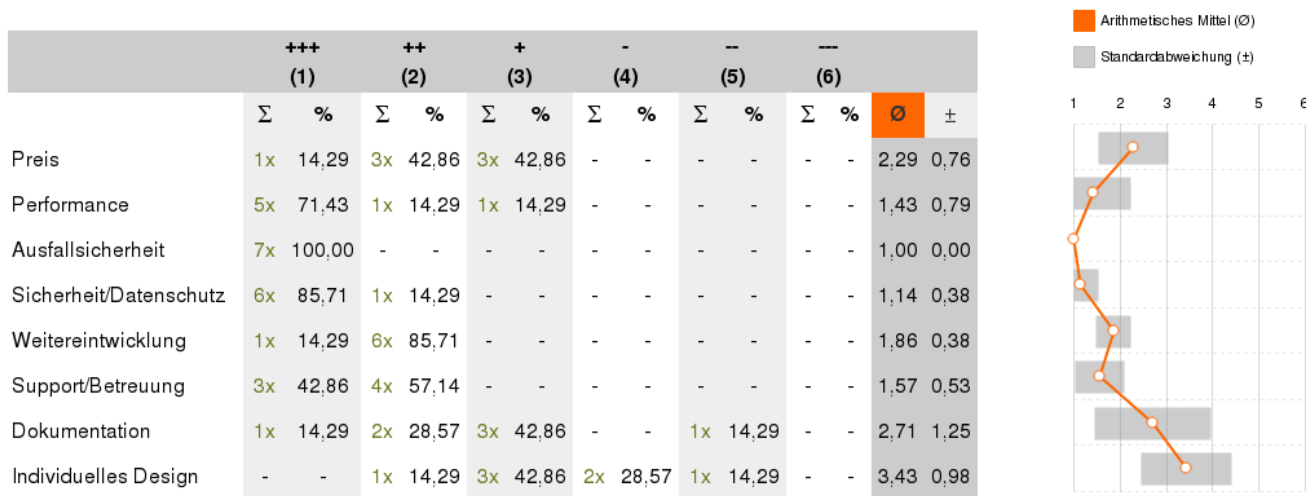 Arithmetisches Mittel (Ø)
Standardabweichung (±)
+++ ++ + - -- ---
(1) (2) (3) (4) (5) (6)
Σ % Σ % Σ % Σ % Σ % Σ % Ø ±
1 2 3 4 5 6
Preis 1x 14,29 3x 42,86 3x 42,86 - - - - - - 2,29 0,76
Performance 5x 71,43 1x 14,29 1x 14,29 - - - - - - 1,43 0,79
Ausfallsicherheit 7x 100,00 - - - - - - - - - - 1,00 0,00
Sicherheit/Datenschutz 6x 85,71 1x 14,29 - - - - - - - - 1,14 0,38
Weitereintwicklung 1x 14,29 6x 85,71 - - - - - - - - 1,86 0,38
Support/Betreuung 3x 42,86 4x 57,14 - - - - - - - - 1,57 0,53
Dokumentation 1x 14,29 2x 28,57 3x 42,86 - - 1x 14,29 - - 2,71 1,25
Individuelles Design - - 1x 14,29 3x 42,86 2x 28,57 1x 14,29 - - 3,43 0,98